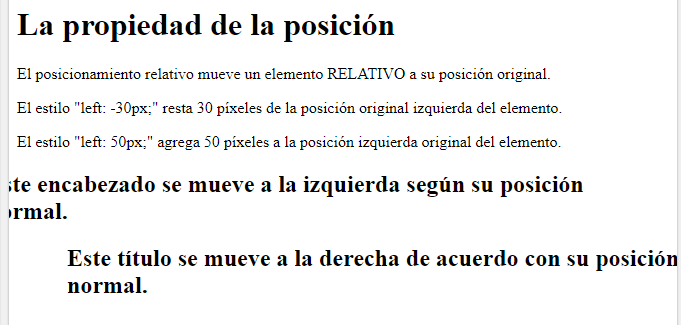 La propiedad de la posición
El posicionamiento relativo mueve un elemento RELATIVO a su posición original.
El estilo "left: -30px;" resta 30 píxeles de la posición original izquierda del elemento.
El estilo "left: 50px;" agrega 50 píxeles a la posición izquierda original del elemento.
ste encabezado se mueve a la izquierda según su posición
ormal.
Este título se mueve a la derecha de acuerdo con su posición
normal.